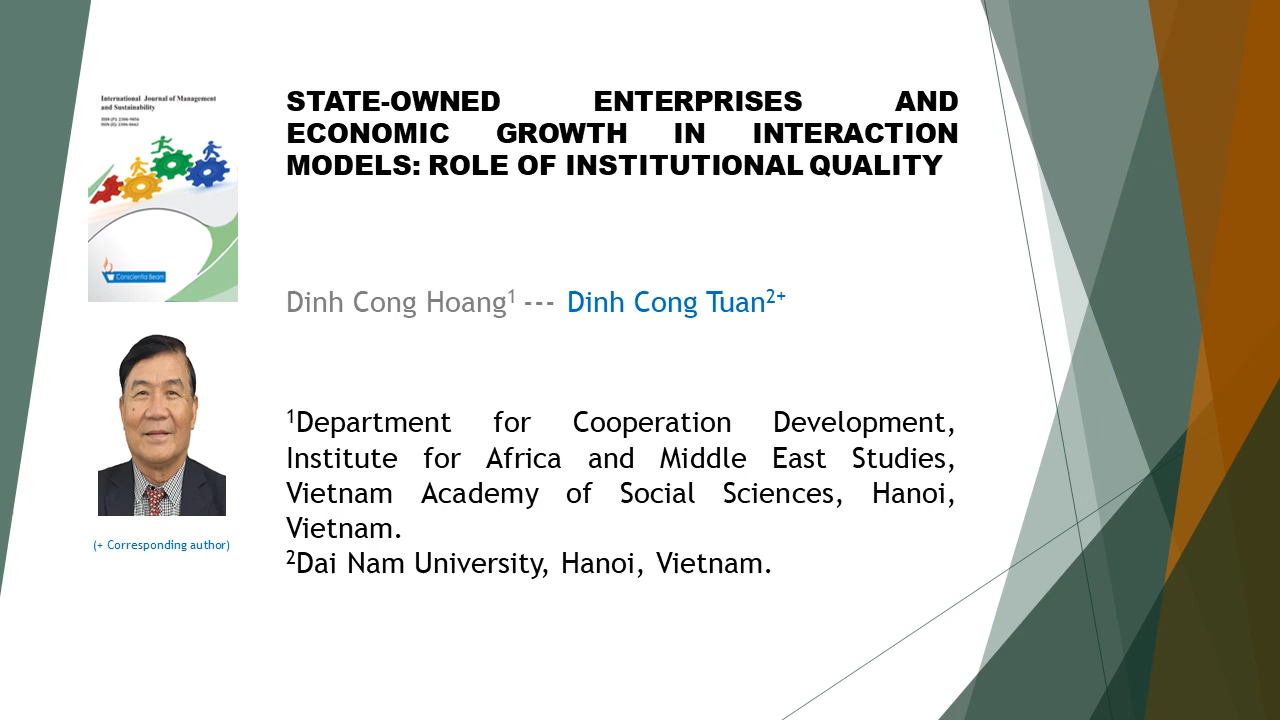 International Journal of Management
and Sustainability
ISSN (P): 2306-9856
ISSN (E): 2306-0662
Conscientia Beam
STATE-OWNED ENTERPRISES AND
ECONOMIC GROWTH IN INTERACTION
MODELS: ROLE OF INSTITUTIONAL QUALITY
Dinh Cong Hoang¹ --- Dinh Cong Tuan²⁺
(+ Corresponding author)
¹Department for Cooperation Development,
Institute for Africa and Middle East Studies,
Vietnam Academy of Social Sciences, Hanoi,
Vietnam.
²Dai Nam University, Hanoi, Vietnam.